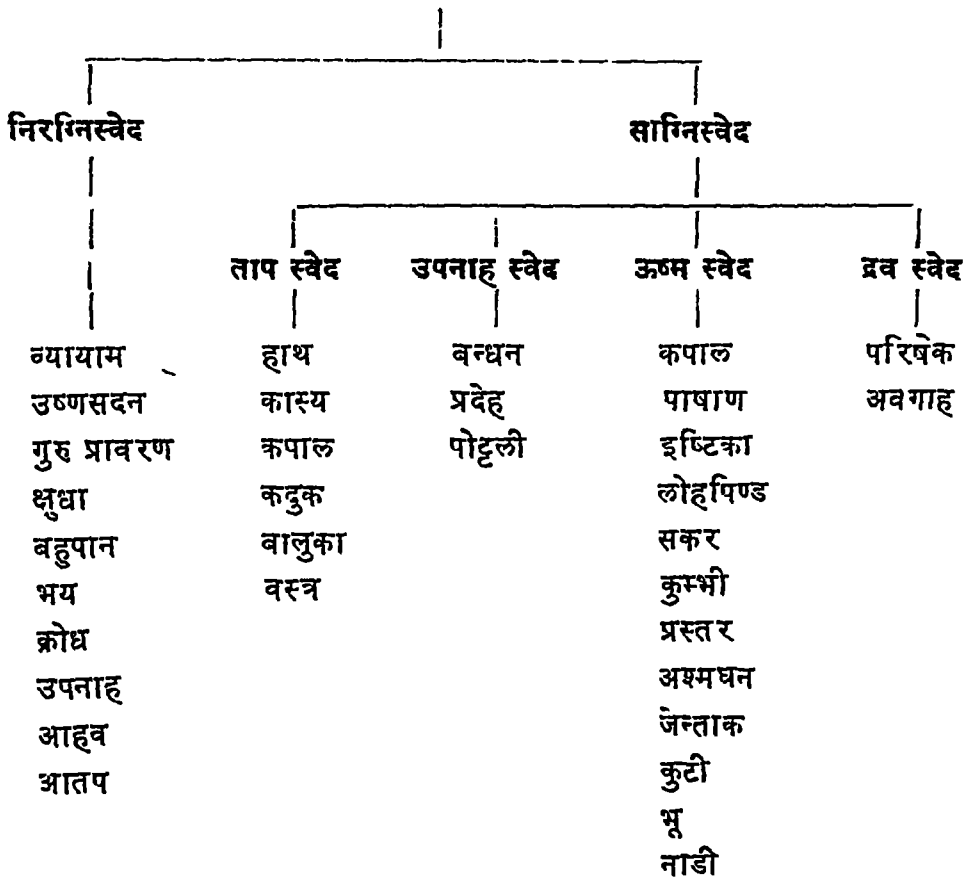 निरग्निस्वेद साग्निस्वेद
ताप स्वेद उपनाह स्वेद ऊष्म स्वेद द्रव स्वेद
व्यायाम हाथ बन्धन कपाल परिषेक
उष्णसदन कास्य प्रदेह पाषाण अवगाह
गुरु प्रावरण कपाल पोट्टली इष्टिका
क्षुधा कदुक लोहपिण्ड
बहुपान वालुका सकर
भय वस्त्र कुम्भी
क्रोध प्रस्तर
उपनाह अश्मघन
आहव जेन्ताक
आतप कुटी
भू
नाडी